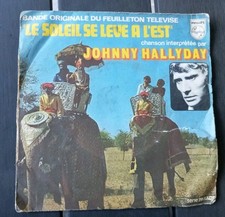 BANDE ORIGINALE DU FEUILLETON TELEVISE
"LE SOLEIL SE LEVE A L'EST"
chanson interprétée par
JOHNNY HALLYDAY
PHILIPS